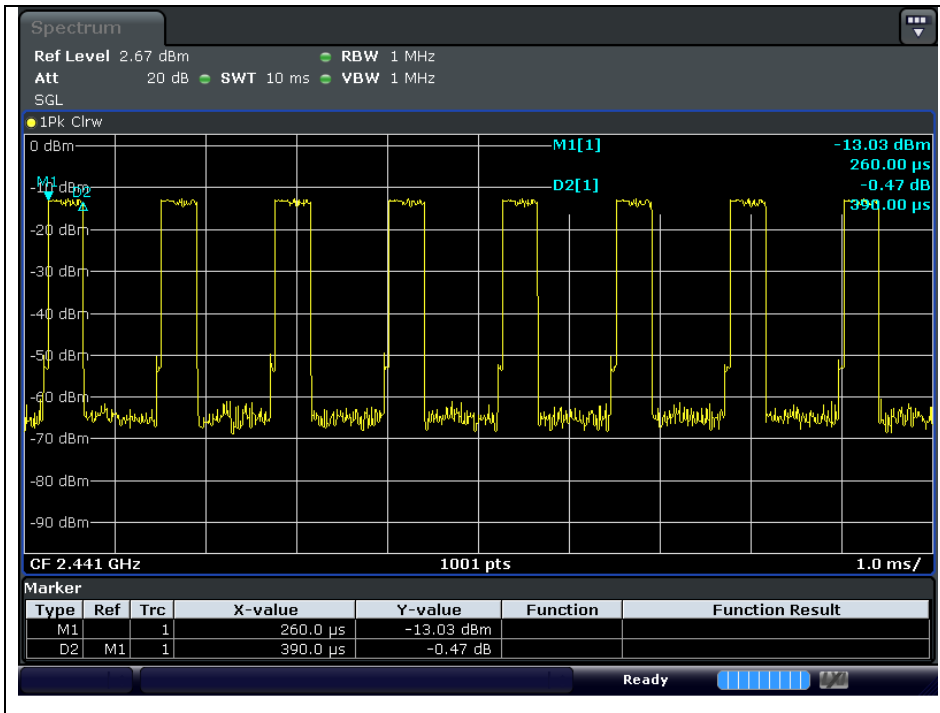 Spectrum
Ref Level 2.67 dBm RBW 1 MHz
Att 20 dB SWT 10 ms VBW 1 MHz
SGL
1Pk Clrw
0 dBm
M1[1] -13.03 dBm
260.00 µs
-10 dBm
M1
D2
D2[1] -0.47 dB
390.00 µs
-20 dBm
-30 dBm
-40 dBm
-50 dBm
-60 dBm
-70 dBm
-80 dBm
-90 dBm
CF 2.441 GHz 1001 pts 1.0 ms/
Marker
Type Ref Trc X-value Y-value Function Function Result
M1 1 260.0 µs -13.03 dBm
D2 M1 1 390.0 µs -0.47 dB
Ready